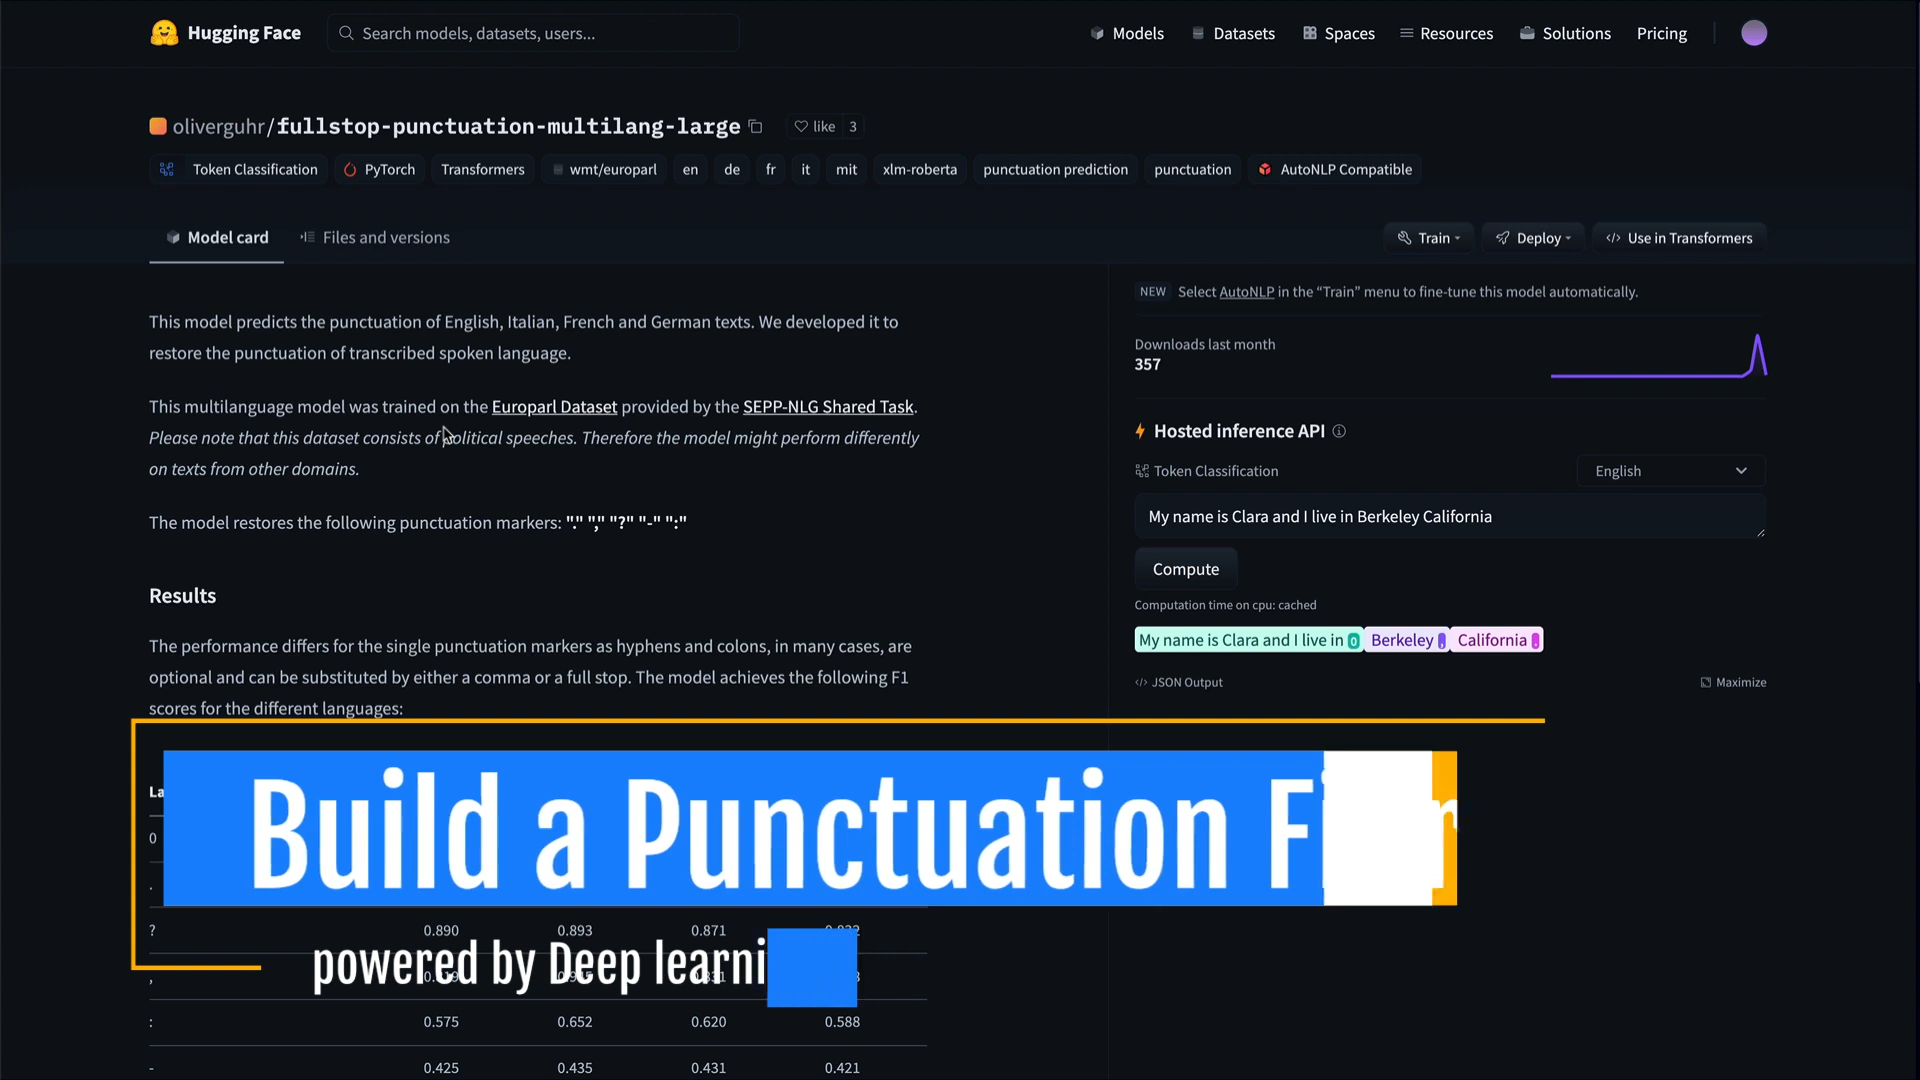 Hugging Face
Search models, datasets, users...
Models
Datasets
Spaces
Resources
Solutions
Pricing
oliverguhr/fullstop-punctuation-multilang-large
like 3
Token Classification
PyTorch
Transformers
wmt/europarl
en
de
fr
it
mit
xlm-roberta
punctuation prediction
punctuation
AutoNLP Compatible
Model card
Files and versions
Train
Deploy
Use in Transformers
This model predicts the punctuation of English, Italian, French and German texts. We developed it to
restore the punctuation of transcribed spoken language.
This multilanguage model was trained on the Europarl Dataset provided by the SEPP-NLG Shared Task.
Please note that this dataset consists of political speeches. Therefore the model might perform differently
on texts from other domains.
The model restores the following punctuation markers: "." "," "?" "-" ":"
Results
The performance differs for the single punctuation markers as hyphens and colons, in many cases, are
optional and can be substituted by either a comma or a full stop. The model achieves the following F1
scores for the different languages:
NEW Select AutoNLP in the “Train” menu to fine-tune this model automatically.
Downloads last month
357
Hosted inference API
Token Classification
English
My name is Clara and I live in Berkeley California
Compute
Computation time on cpu: cached
My name is Clara and I live in 0 Berkeley , California .
JSON Output
Maximize
La
0
.
Build a Punctuation
? 0.890 0.893 0.871
powered by Deep learni
,
: 0.575 0.652 0.620 0.588
- 0.425 0.435 0.431 0.421